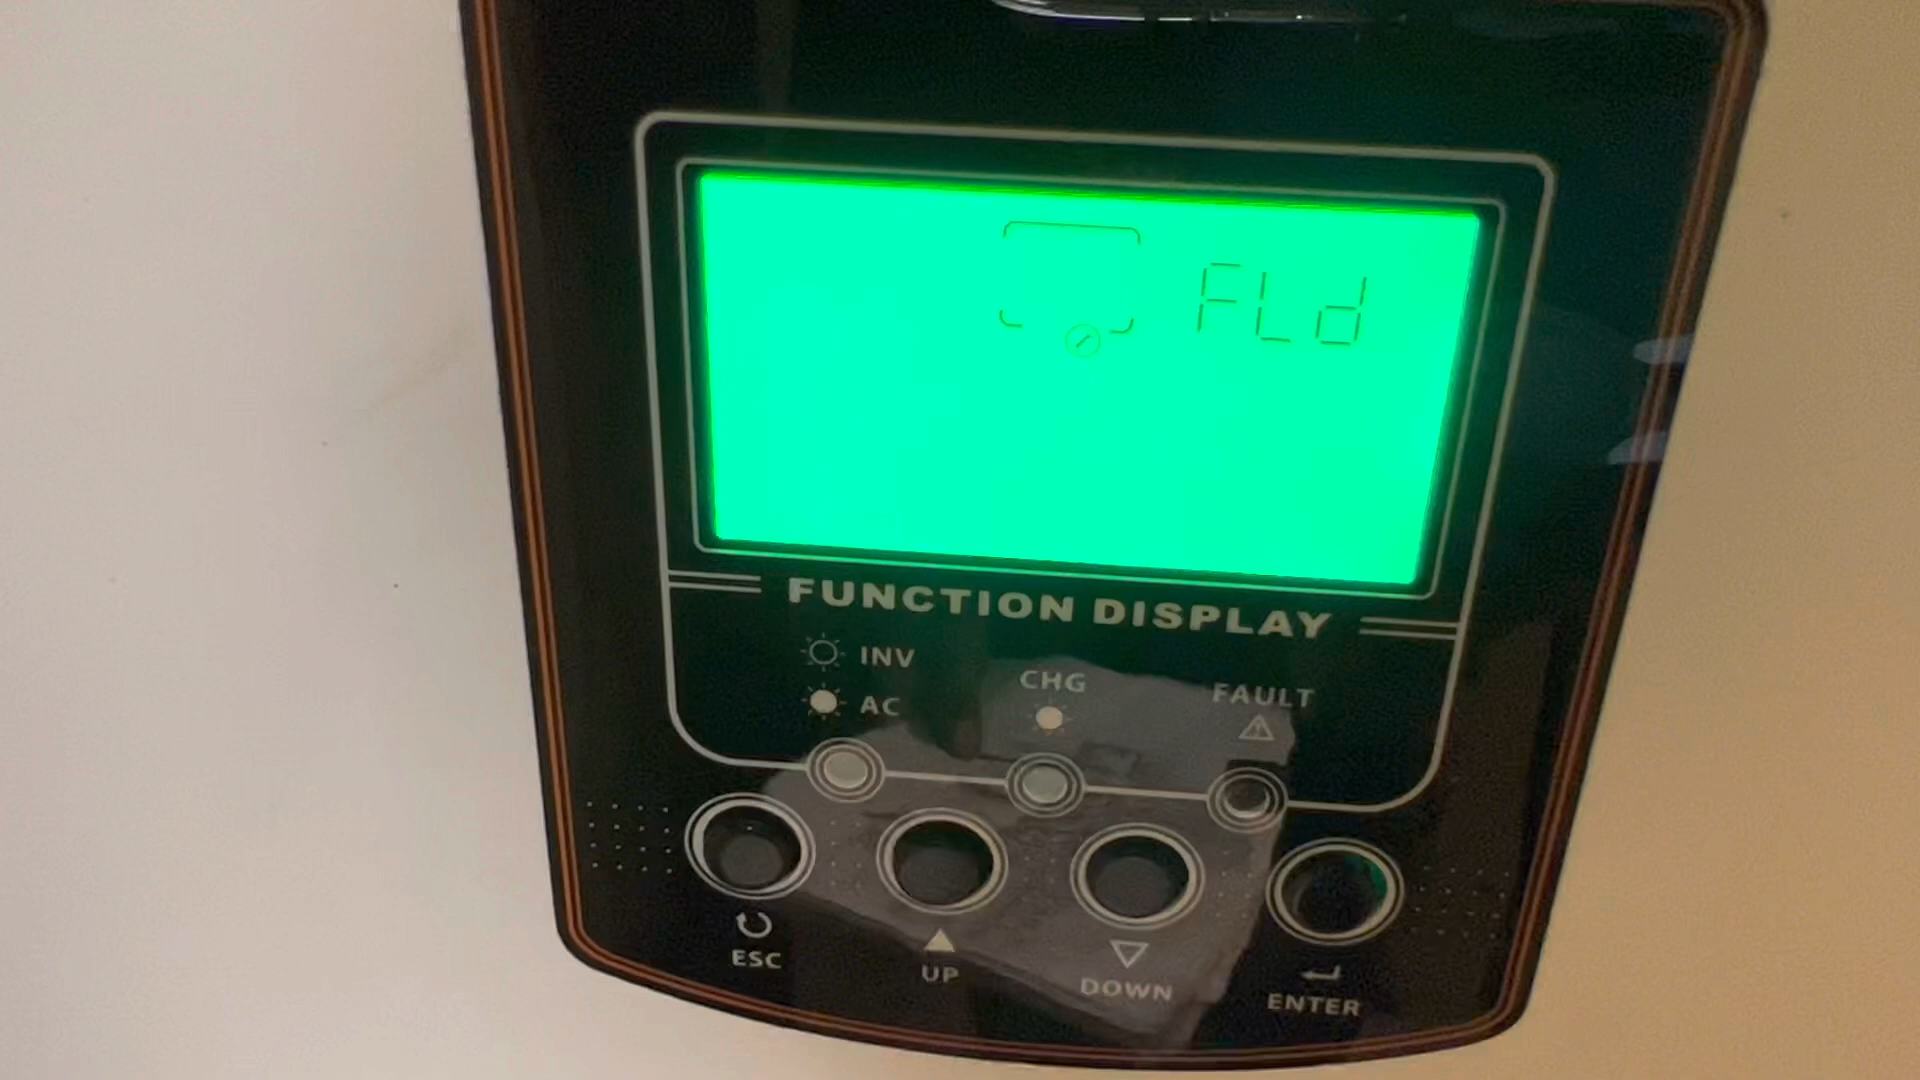 FLd
FUNCTION DISPLAY
INV
AC
CHG
FAULT
ESC
UP
DOWN
ENTER